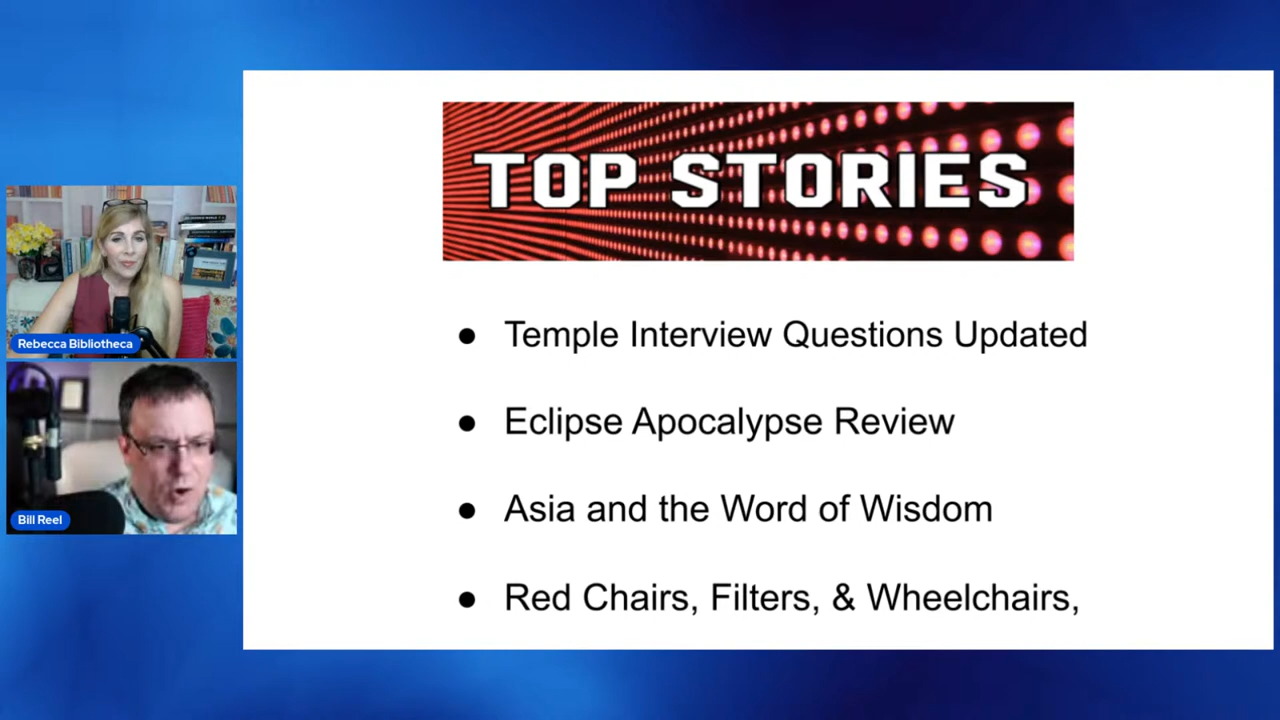 TOP STORIES
Rebecca Bibliotheca
Bill Reel
● Temple Interview Questions Updated
● Eclipse Apocalypse Review
● Asia and the Word of Wisdom
● Red Chairs, Filters, & Wheelchairs,